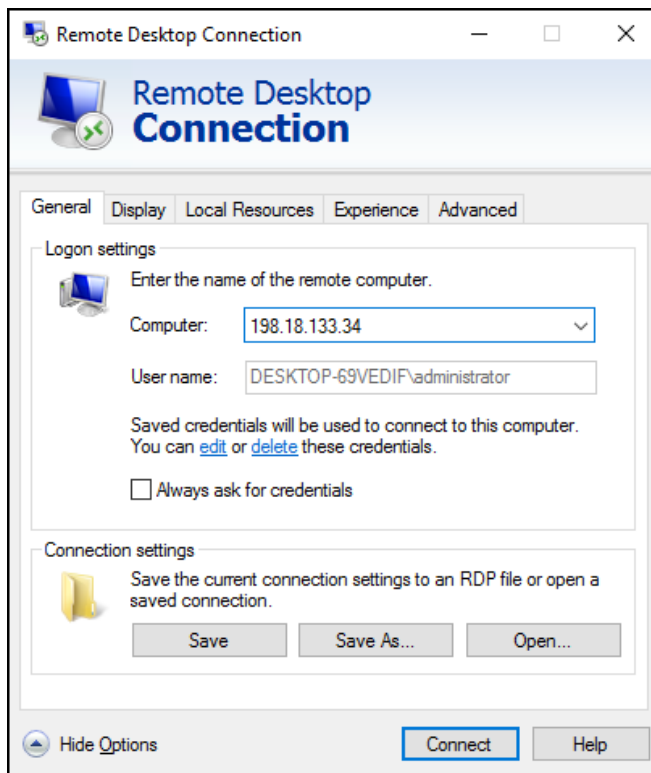 Remote Desktop Connection
Remote Desktop
Connection
General Display Local Resources Experience Advanced
Logon settings
Enter the name of the remote computer.
Computer: 198.18.133.34
User name: DESKTOP-69VEDIF\administrator
Saved credentials will be used to connect to this computer.
You can edit or delete these credentials.
Always ask for credentials
Connection settings
Save the current connection settings to an RDP file or open a
saved connection.
Save Save As... Open...
Hide Options Connect Help